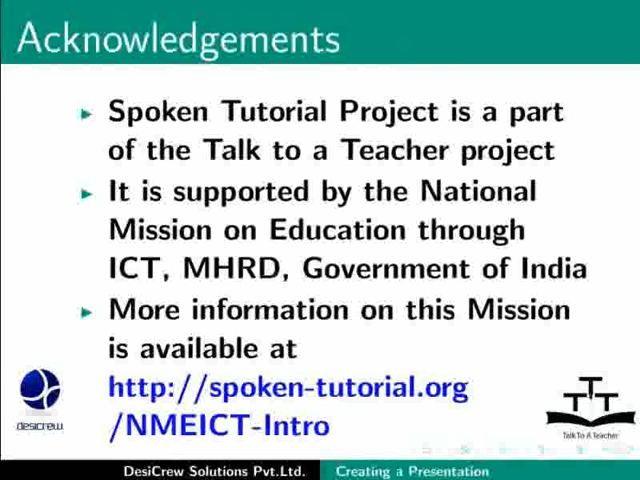 Acknowledgements
Spoken Tutorial Project is a part
of the Talk to a Teacher project
It is supported by the National
Mission on Education through
ICT, MHRD, Government of India
More information on this Mission
is available at
http://spoken-tutorial.org
/NMEICT-Intro
desicrew
TTT
Talk To A Teacher
DesiCrew Solutions Pvt.Ltd.
Creating a Presentation